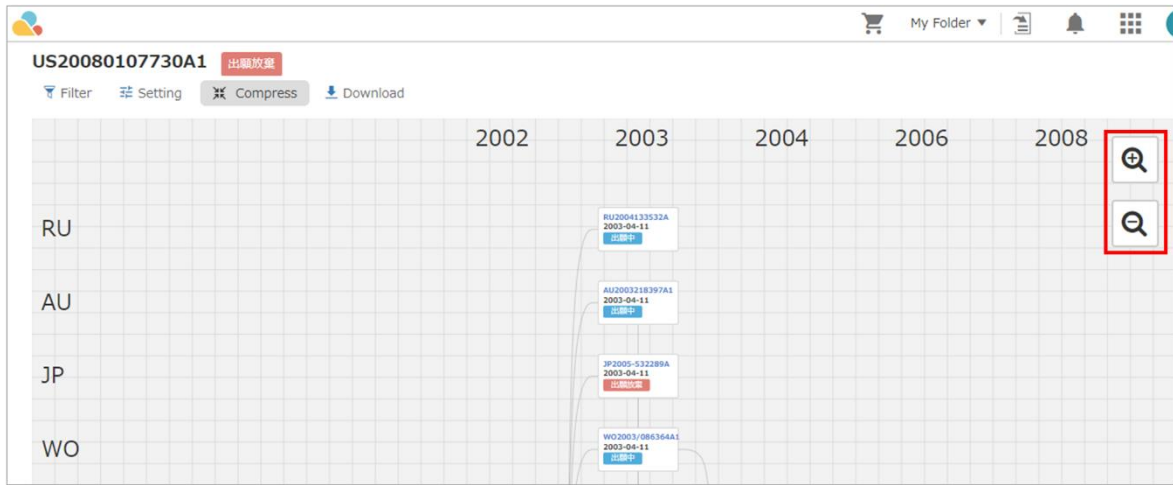 My Folder ▼
US20080107730A1 出願放棄
Filter Setting Compress Download
2002 2003 2004 2006 2008
RU
RU2004133532A
2003-04-11
出願中
AU
AU2003218397A1
2003-04-11
出願中
JP
JP2005-532289A
2003-04-11
出願放棄
WO
WO2003/086364A1
2003-04-11
出願中